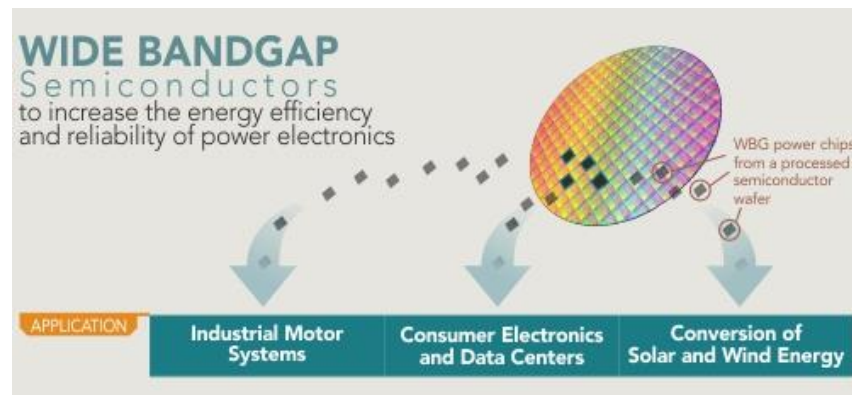 WIDE BANDGAP
Semiconductors
to increase the energy efficiency
and reliability of power electronics
WBG power chips
from a processed
semiconductor
wafer
APPLICATION
Industrial Motor
Systems
Consumer Electronics
and Data Centers
Conversion of
Solar and Wind Energy